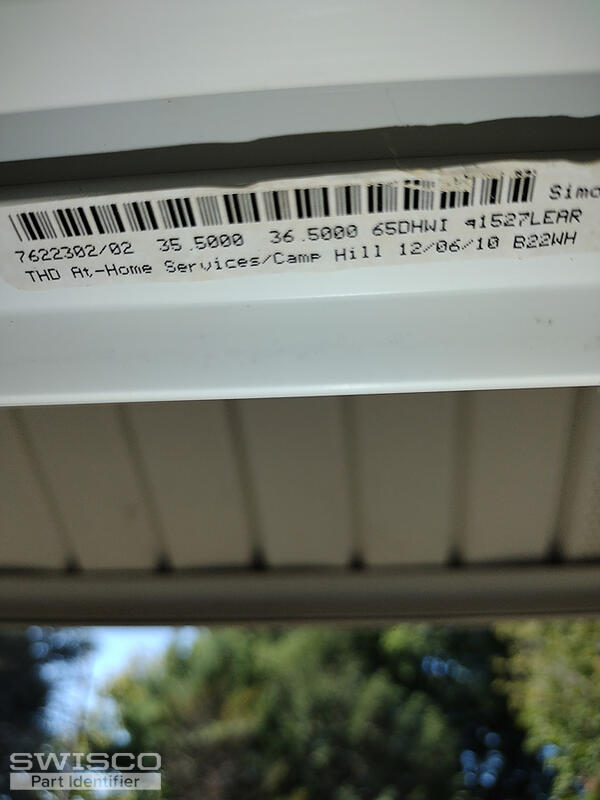 Simo
7622302/02 35.5000 36.5000 65DHWI 1527LEAR
THD At-Home Services/Camp Hill 12/06/10 B22WH
SWISCO
Part Identifier